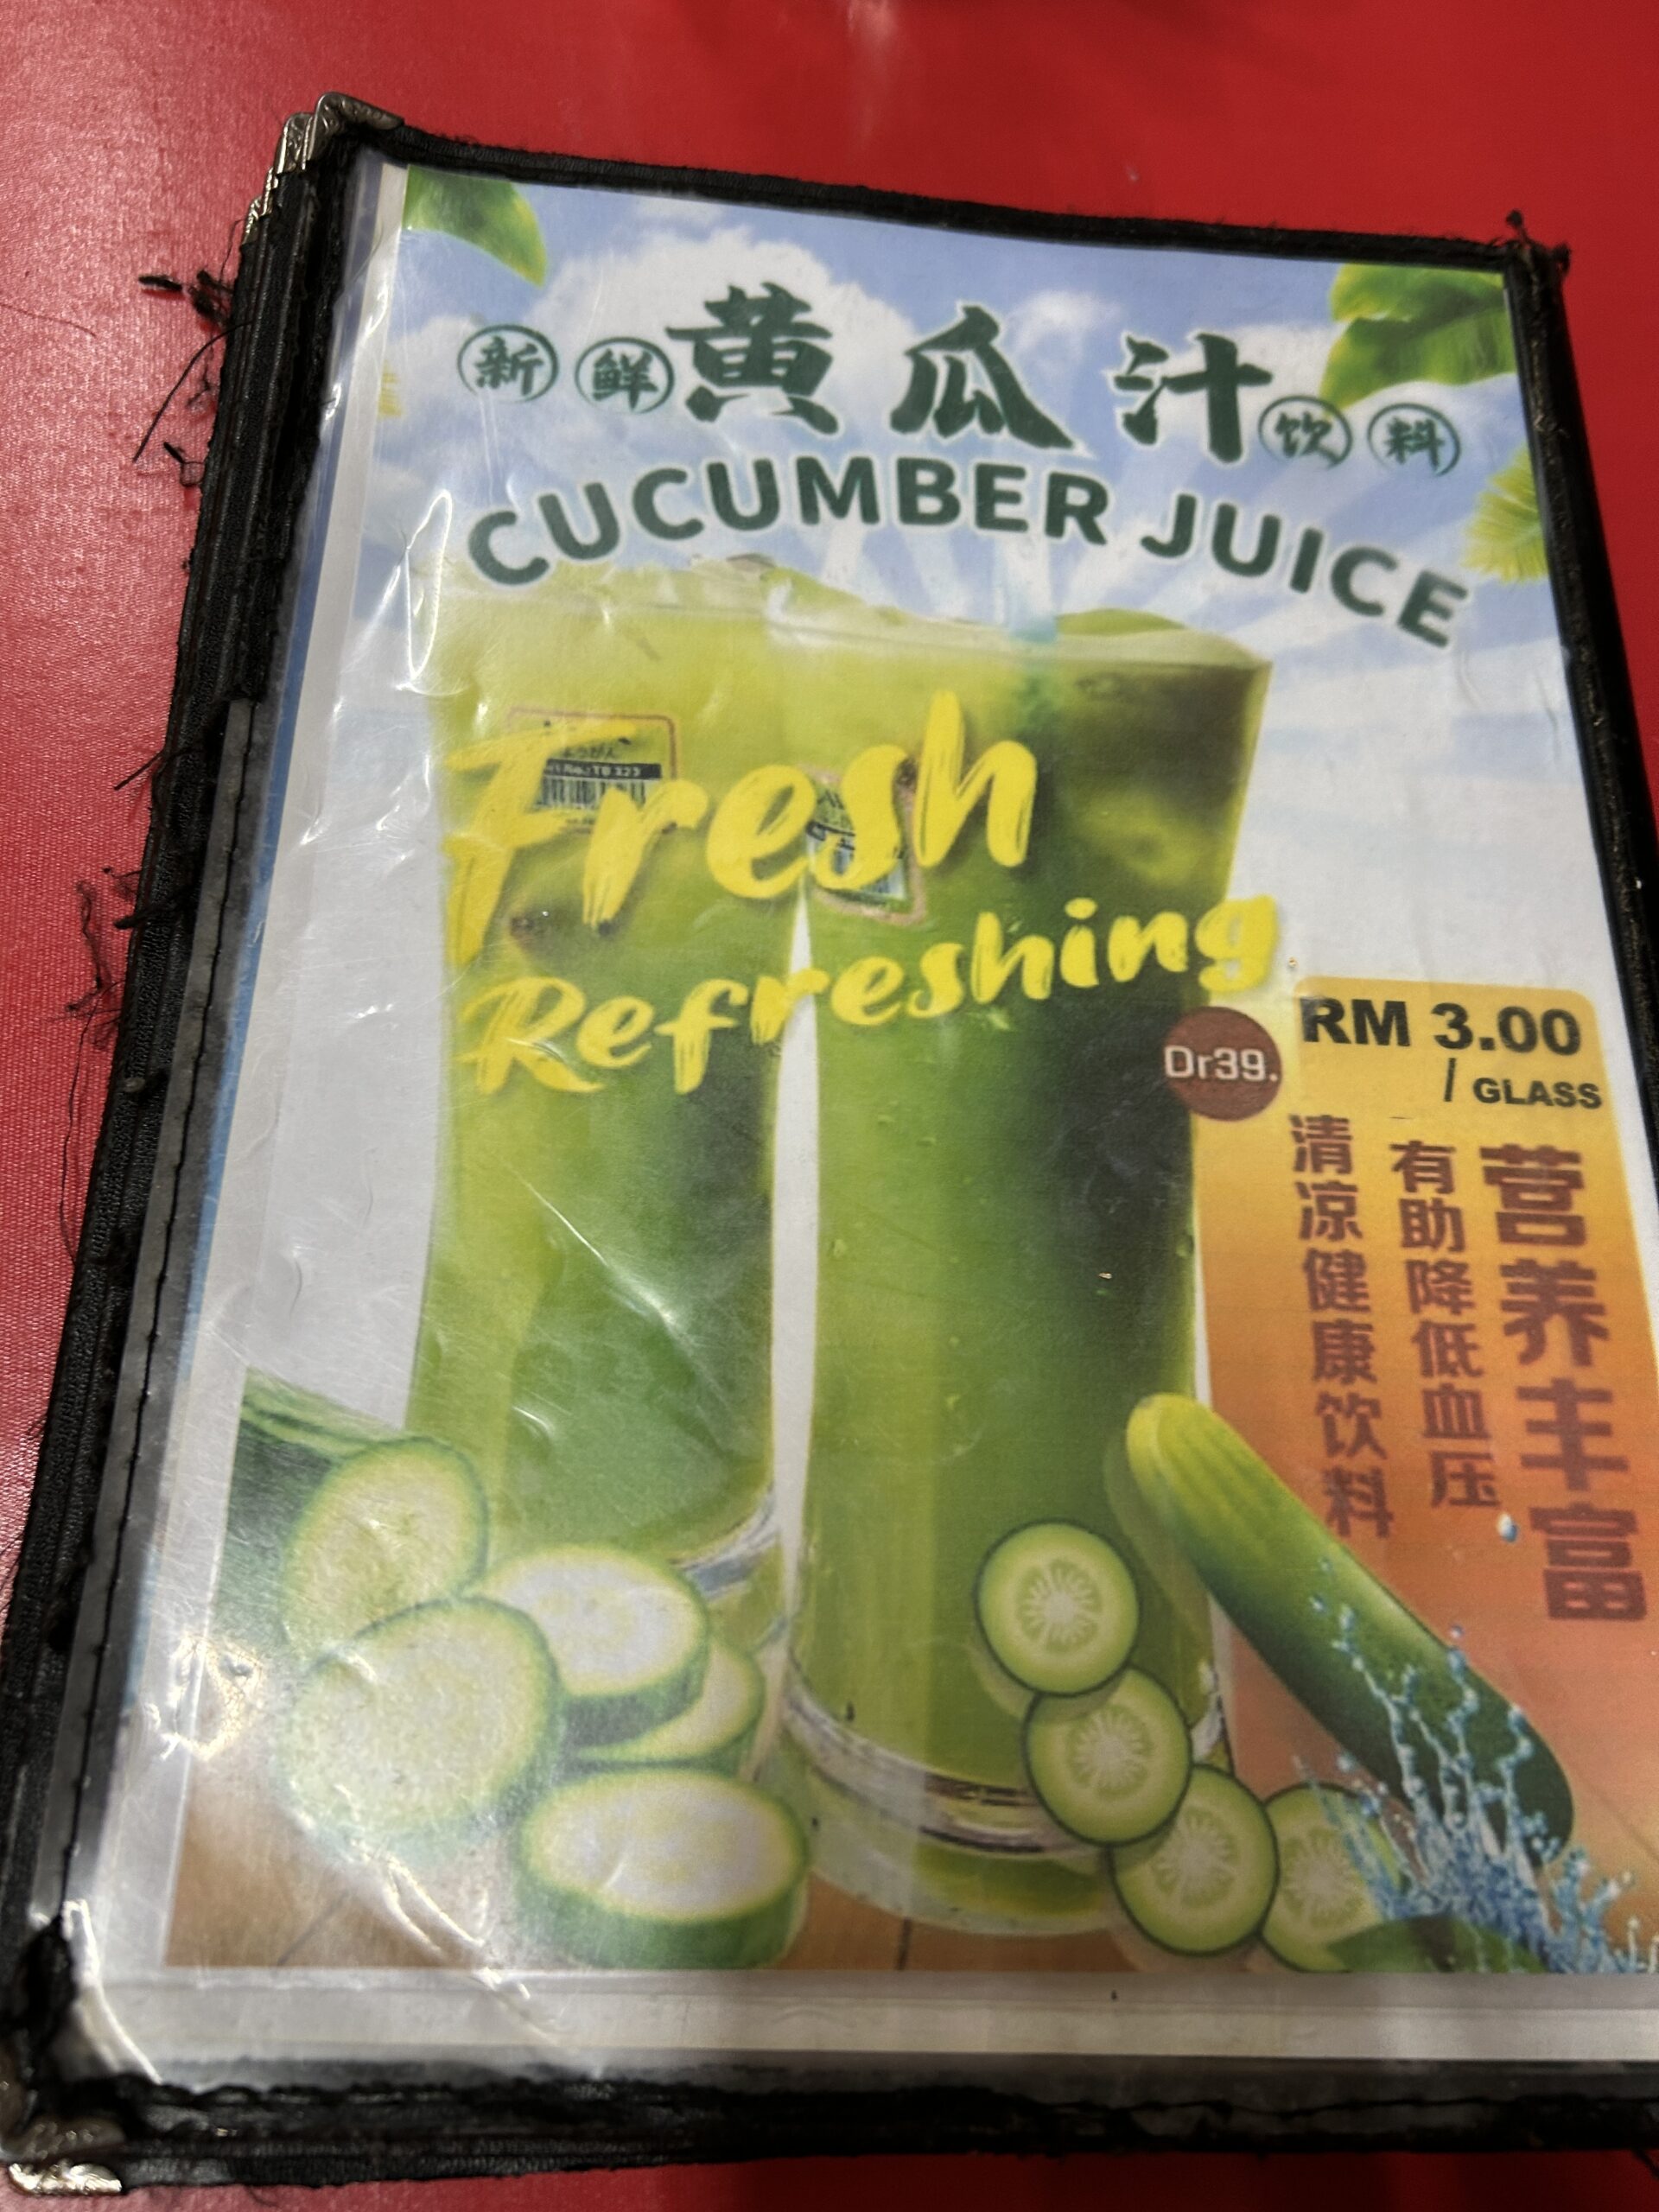 新鲜黄瓜汁饮料
CUCUMBER JUICE
Fresh
Refreshing
Dr39.
RM 3.00
/ GLASS
营养丰富
有助降低血压
清凉健康饮料